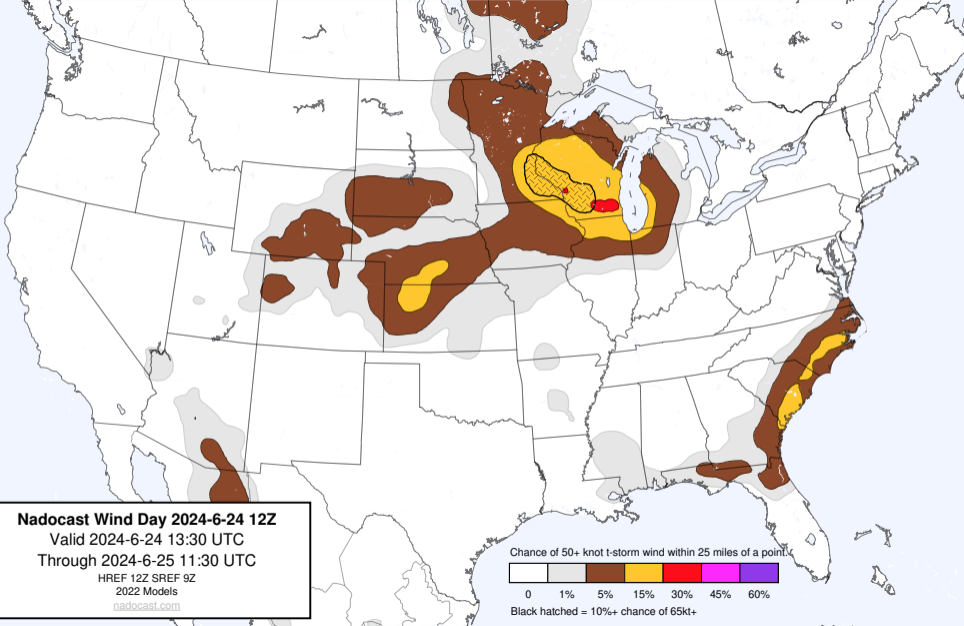 Nadocast Wind Day 2024-6-24 12Z
Valid 2024-6-24 13:30 UTC
Through 2024-6-25 11:30 UTC
HREF 12Z SREF 9Z
2022 Models
nadocast.com
Chance of 50+ knot t-storm wind within 25 miles of a point.
0 1% 5% 15% 30% 45% 60%
Black hatched = 10%+ chance of 65kt+